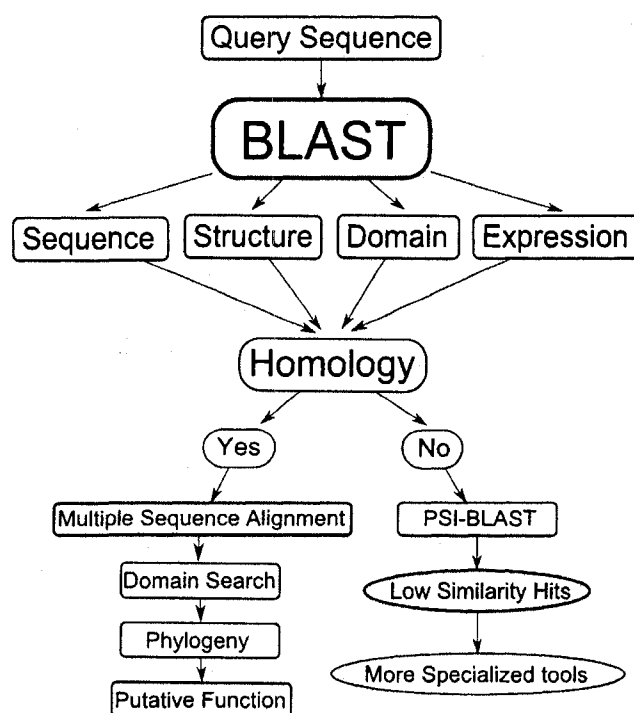 Query Sequence
BLAST
Sequence
Structure
Domain
Expression
Homology
Yes
No
Multiple Sequence Alignment
PSI-BLAST
Domain Search
Low Similarity Hits
Phylogeny
More Specialized tools
Putative Function